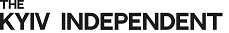 THE
KYIV INDEPENDENT